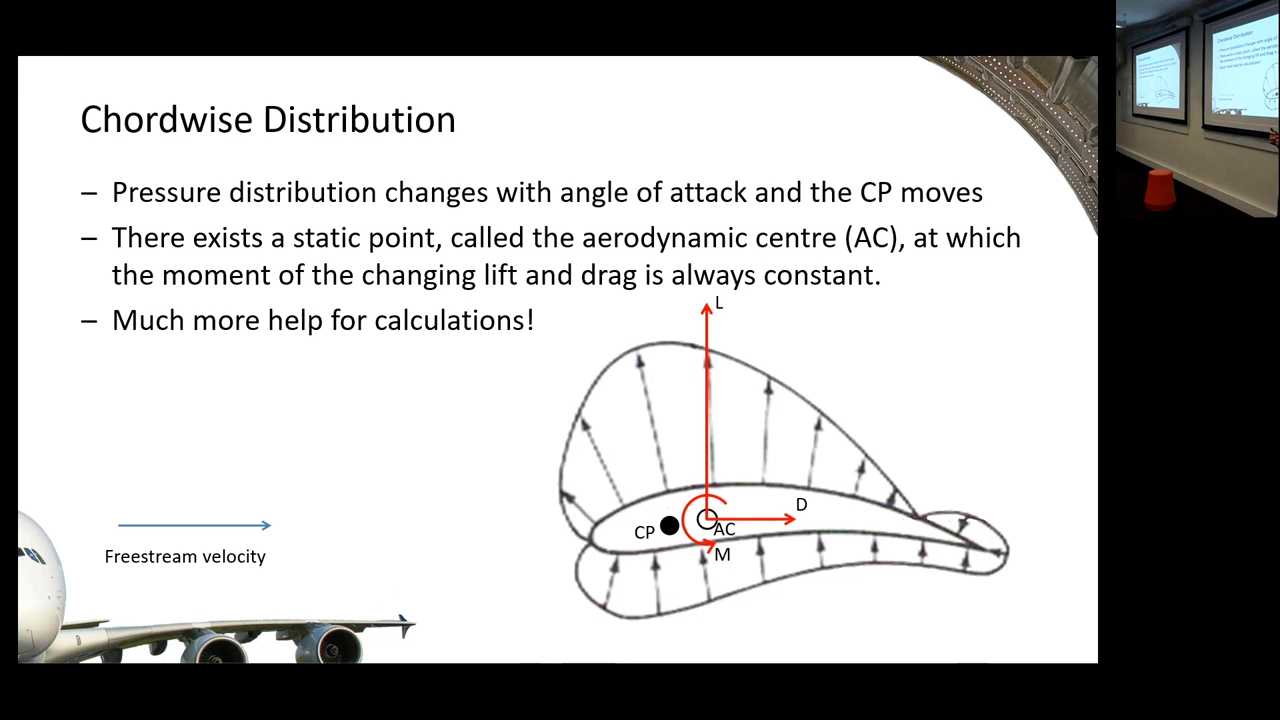 Chordwise Distribution
– Pressure distribution changes with angle of attack and the CP moves
– There exists a static point, called the aerodynamic centre (AC), at which
the moment of the changing lift and drag is always constant.
– Much more help for calculations!
L
D
CP
AC
M
Freestream velocity
Chordwise Distribution